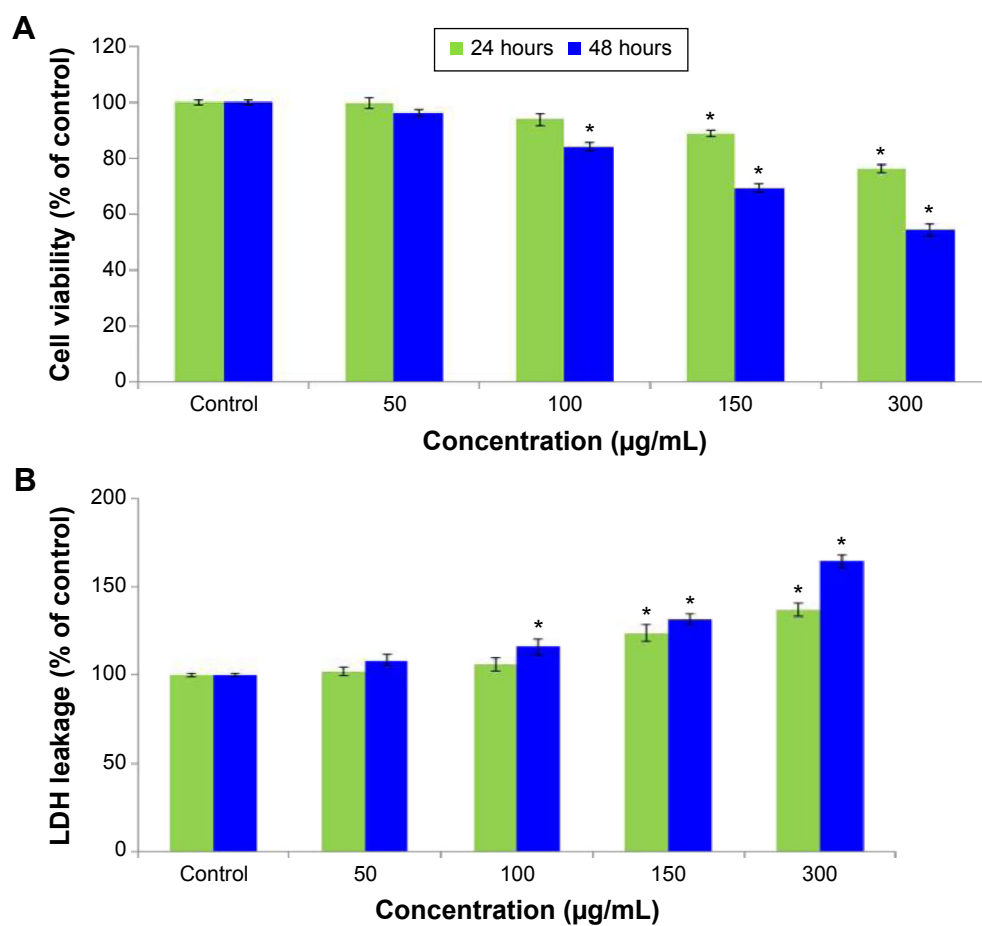 A
24 hours 48 hours
Cell viability (% of control)
120
100
80
60
40
20
0
* * * * *
Control 50 100 150 300
Concentration (µg/mL)
B
LDH leakage (% of control)
200
150
100
50
0
* * * * *
Control 50 100 150 300
Concentration (µg/mL)